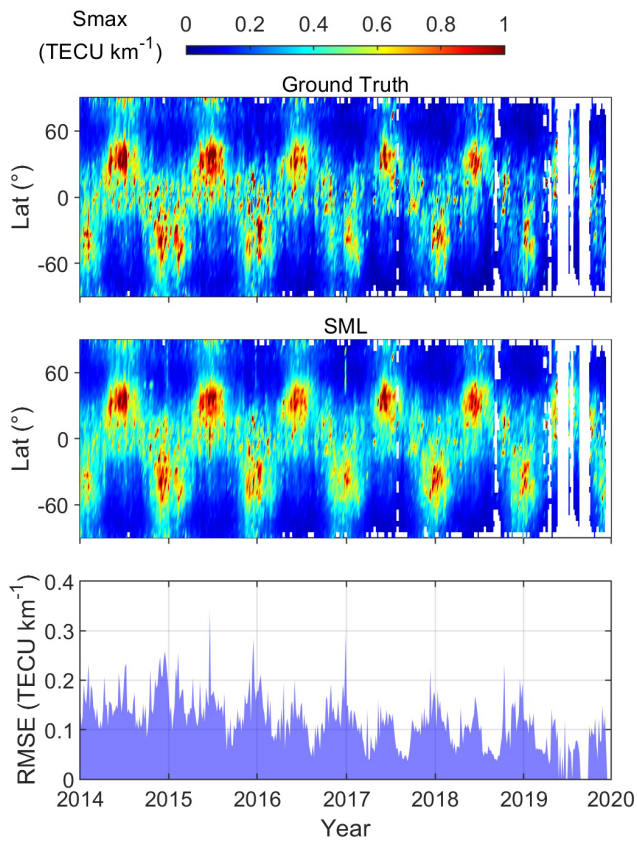 Smax
(TECU km-1)
0 0.2 0.4 0.6 0.8 1
Ground Truth
Lat (°)
60
0
-60
SML
Lat (°)
60
0
-60
RMSE (TECU km-1)
0.4
0.3
0.2
0.1
0
2014 2015 2016 2017 2018 2019 2020
Year